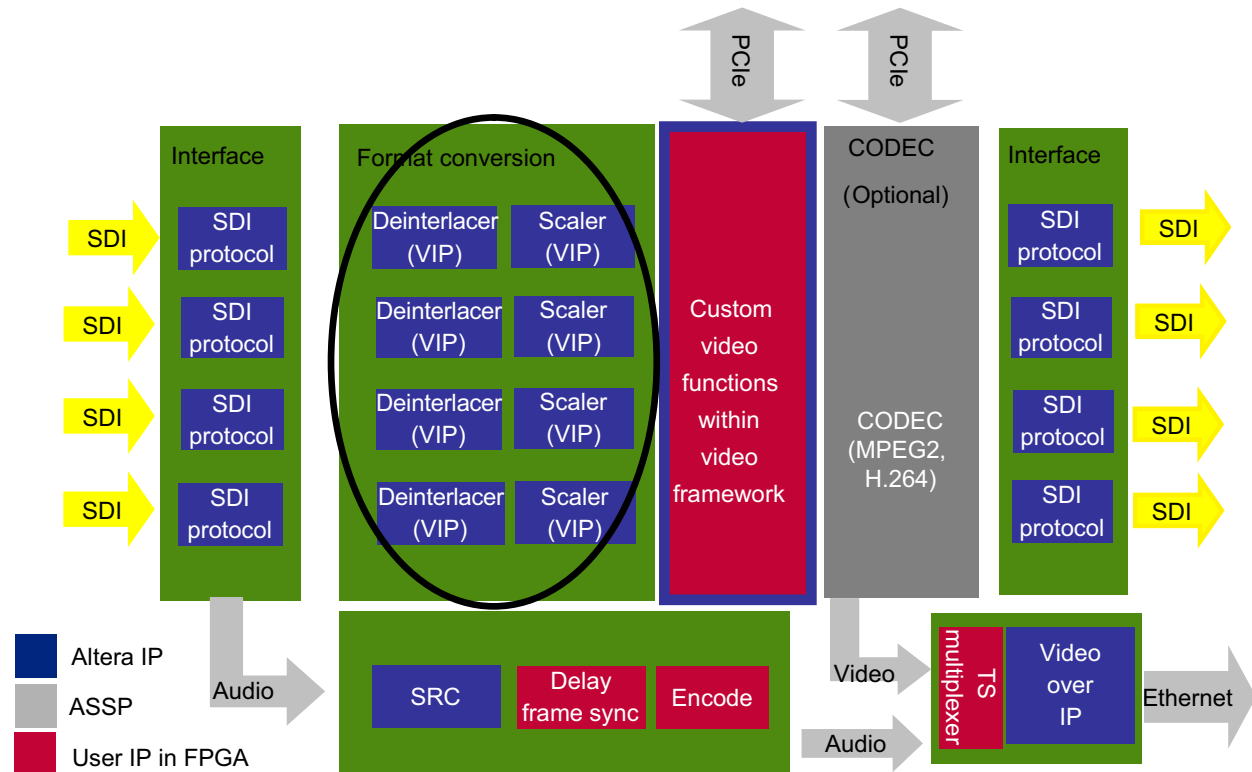 PCIe
PCIe
Interface
SDI
SDI
protocol
SDI
SDI
protocol
SDI
SDI
protocol
SDI
SDI
protocol
Format conversion
Deinterlacer
(VIP)
Scaler
(VIP)
Deinterlacer
(VIP)
Scaler
(VIP)
Deinterlacer
(VIP)
Scaler
(VIP)
Deinterlacer
(VIP)
Scaler
(VIP)
Custom
video
functions
within
video
framework
CODEC
(Optional)
CODEC
(MPEG2,
H.264)
Interface
SDI
protocol
SDI
SDI
protocol
SDI
SDI
protocol
SDI
SDI
protocol
SDI
Altera IP
ASSP
User IP in FPGA
Audio
SRC
Delay
frame sync
Encode
Video
Audio
TS
multiplexer
Video
over
IP
Ethernet